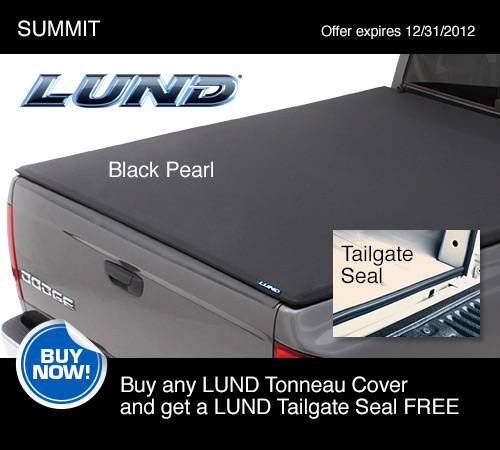 SUMMIT
Offer expires 12/31/2012
LUND
Black Pearl
Tailgate
Seal
LUND
DODGE
BUY
NOW!
Buy any LUND Tonneau Cover
and get a LUND Tailgate Seal FREE